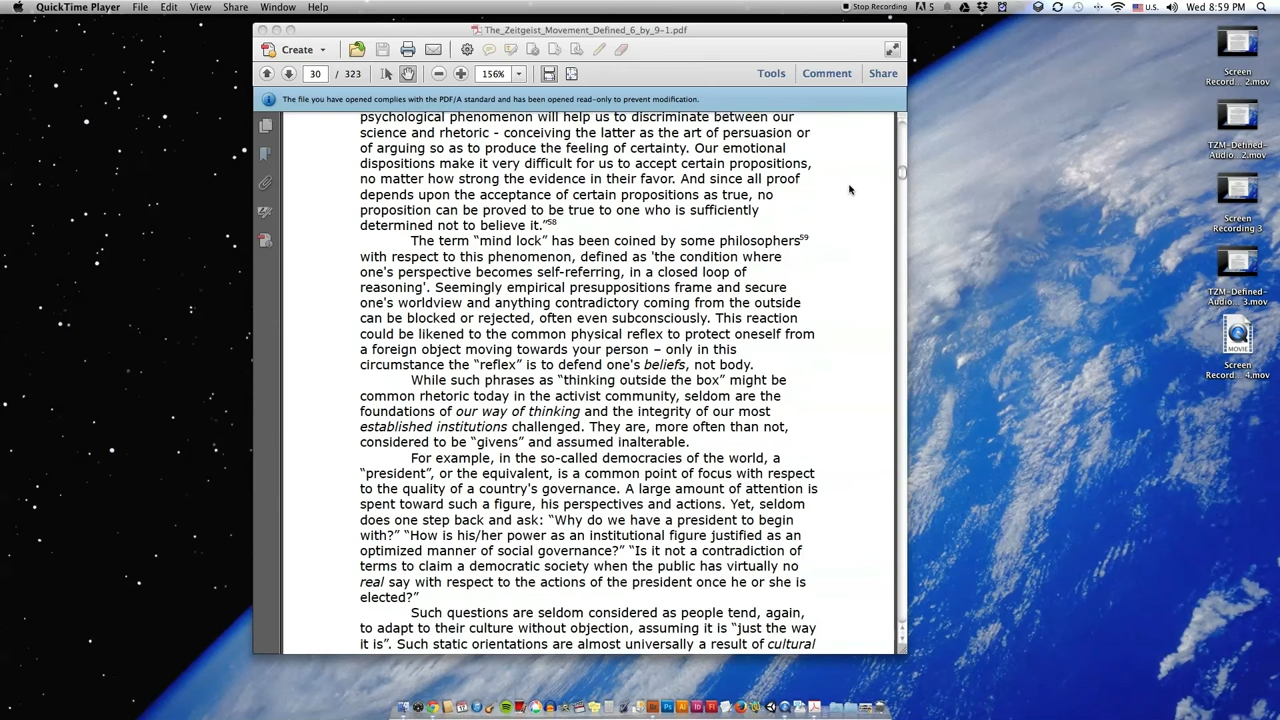 QuickTime Player File Edit View Share Window Help Stop Recording 5 U.S. Wed 8:59 PM
The_Zeitgeist_Movement_Defined_6_by_9-1.pdf
Create
30 / 323 156% Tools Comment Share
The file you have opened complies with the PDF/A standard and has been opened read-only to prevent modification.
psychological phenomenon will help us to discriminate between our
science and rhetoric - conceiving the latter as the art of persuasion or
of arguing so as to produce the feeling of certainty. Our emotional
dispositions make it very difficult for us to accept certain propositions,
no matter how strong the evidence in their favor. And since all proof
depends upon the acceptance of certain propositions as true, no
proposition can be proved to be true to one who is sufficiently
determined not to believe it.”58
The term “mind lock” has been coined by some philosophers59
with respect to this phenomenon, defined as 'the condition where
one's perspective becomes self-referring, in a closed loop of
reasoning'. Seemingly empirical presuppositions frame and secure
one's worldview and anything contradictory coming from the outside
can be blocked or rejected, often even subconsciously. This reaction
could be likened to the common physical reflex to protect oneself from
a foreign object moving towards your person – only in this
circumstance the “reflex” is to defend one's beliefs, not body.
While such phrases as “thinking outside the box” might be
common rhetoric today in the activist community, seldom are the
foundations of our way of thinking and the integrity of our most
established institutions challenged. They are, more often than not,
considered to be “givens” and assumed inalterable.
For example, in the so-called democracies of the world, a
“president”, or the equivalent, is a common point of focus with respect
to the quality of a country's governance. A large amount of attention is
spent toward such a figure, his perspectives and actions. Yet, seldom
does one step back and ask: “Why do we have a president to begin
with?” “How is his/her power as an institutional figure justified as an
optimized manner of social governance?” “Is it not a contradiction of
terms to claim a democratic society when the public has virtually no
real say with respect to the actions of the president once he or she is
elected?”
Such questions are seldom considered as people tend, again,
to adapt to their culture without objection, assuming it is “just the way
it is”. Such static orientations are almost universally a result of cultural
Screen
Record... 2.mov
TZM-Defined-
Audio...2.mov
Screen
Recording 3
TZM-Defined-
Audio ... 3.mov
MOVIE
Screen
Record... 4.mov